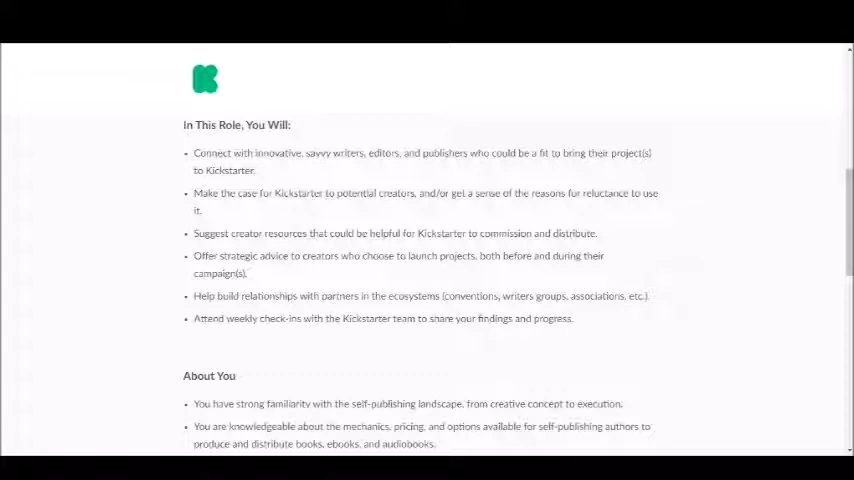 In This Role, You Will:
• Connect with innovative, savvy writers, editors, and publishers who could be a fit to bring their project(s)
to Kickstarter.
• Make the case for Kickstarter to potential creators, and/or get a sense of the reasons for reluctance to use
it.
• Suggest creator resources that could be helpful for Kickstarter to commission and distribute.
• Offer strategic advice to creators who choose to launch projects, both before and during their
campaign(s).
• Help build relationships with partners in the ecosystems (conventions, writers groups, associations, etc.).
• Attend weekly check-ins with the Kickstarter team to share your findings and progress.
About You
• You have strong familiarity with the self-publishing landscape, from creative concept to execution.
• You are knowledgeable about the mechanics, pricing, and options available for self-publishing authors to
produce and distribute books, ebooks, and audiobooks.